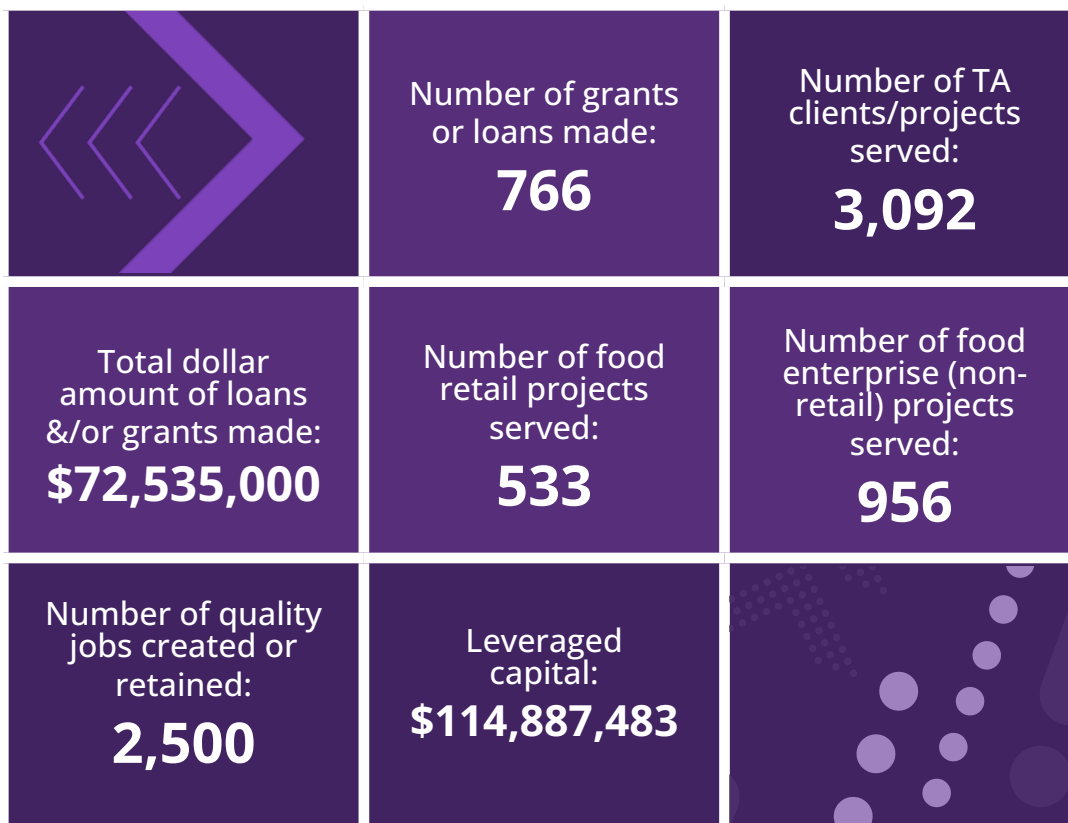 Number of grants
or loans made:
766
Number of TA
clients/projects
served:
3,092
Total dollar
amount of loans
&/or grants made:
$72,535,000
Number of food
retail projects
served:
533
Number of food
enterprise (non-
retail) projects
served:
956
Number of quality
jobs created or
retained:
2,500
Leveraged
capital:
$114,887,483